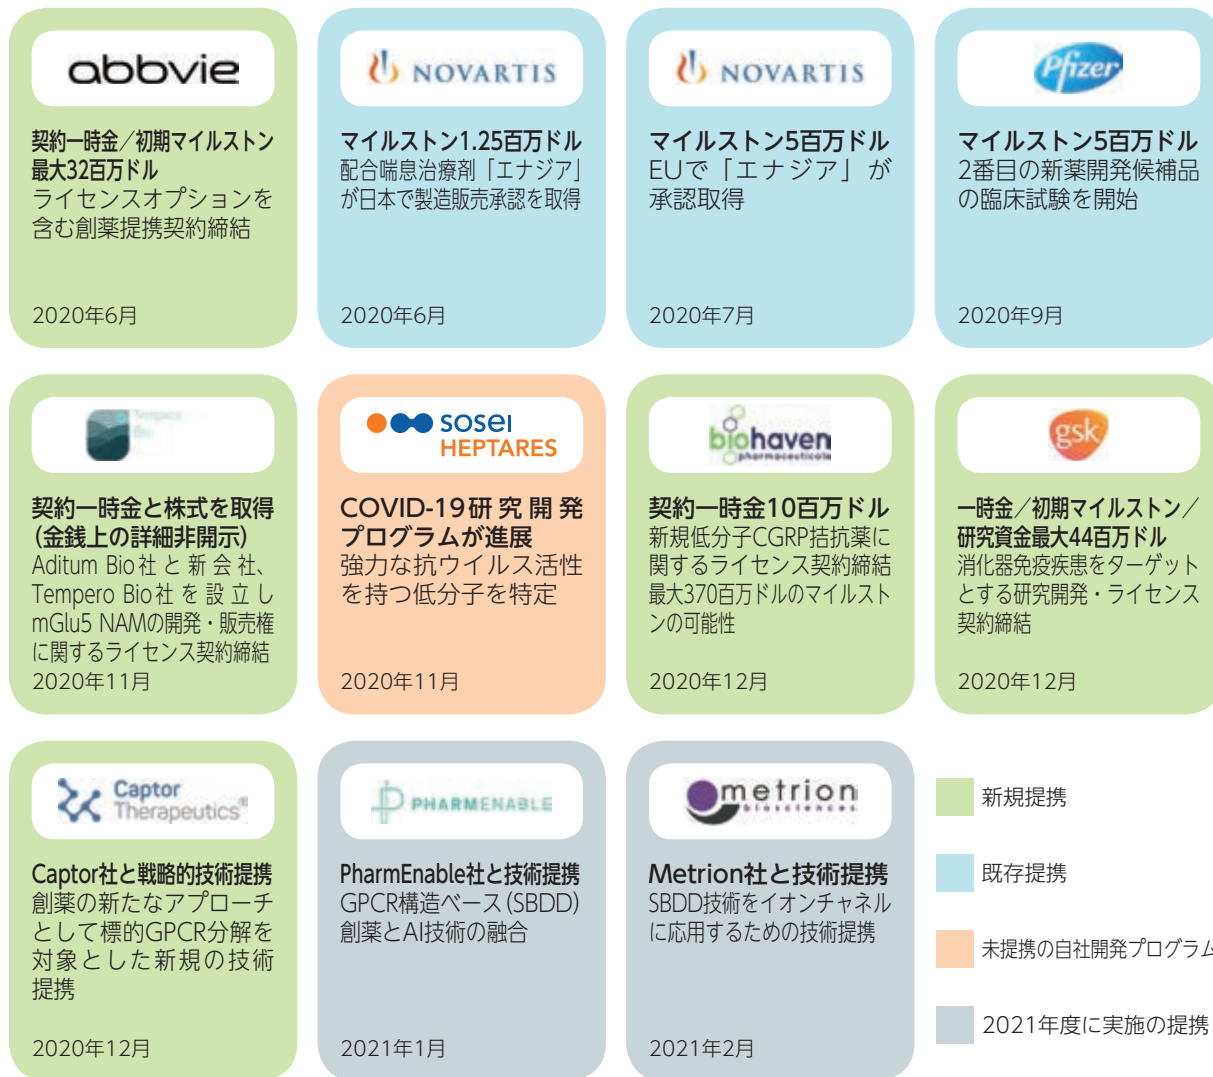 abbvie
契約一時金／初期マイルストン
最大32百万ドル
ライセンスオプションを
含む創薬提携契約締結
2020年6月
NOVARTIS
マイルストン1.25百万ドル
配合喘息治療剤「エナジア」
が日本で製造販売承認を取得
2020年6月
NOVARTIS
マイルストン5百万ドル
EUで「エナジア」が
承認取得
2020年7月
Pfizer
マイルストン5百万ドル
2番目の新薬開発候補品
の臨床試験を開始
2020年9月
Tempero
Bio
契約一時金と株式を取得
(金銭上の詳細非開示)
Aditum Bio社と新会社、
Tempero Bio社を設立し
mGlu5 NAMの開発・販売権
に関するライセンス契約締結
2020年11月
sosei
HEPTARES
COVID-19研究開発
プログラムが進展
強力な抗ウイルス活性
を持つ低分子を特定
2020年11月
biohaven
pharmaceuticals
契約一時金10百万ドル
新規低分子CGRP拮抗薬に
関するライセンス契約締結
最大370百万ドルのマイルスト
ンの可能性
2020年12月
gsk
一時金／初期マイルストン／
研究資金最大44百万ドル
消化器免疫疾患をターゲット
とする研究開発・ライセンス
契約締結
2020年12月
Captor
Therapeutics®
Captor社と戦略的技術提携
創薬の新たなアプローチ
として標的GPCR分解を
対象とした新規の技術
提携
2020年12月
PHARMENABLE
PharmEnable社と技術提携
GPCR構造ベース(SBDD)
創薬とAI技術の融合
2021年1月
metrion
biosciences
Metrion社と技術提携
SBDD技術をイオンチャネル
に応用するための技術提携
2021年2月
新規提携
既存提携
未提携の自社開発プログラム
2021年度に実施の提携